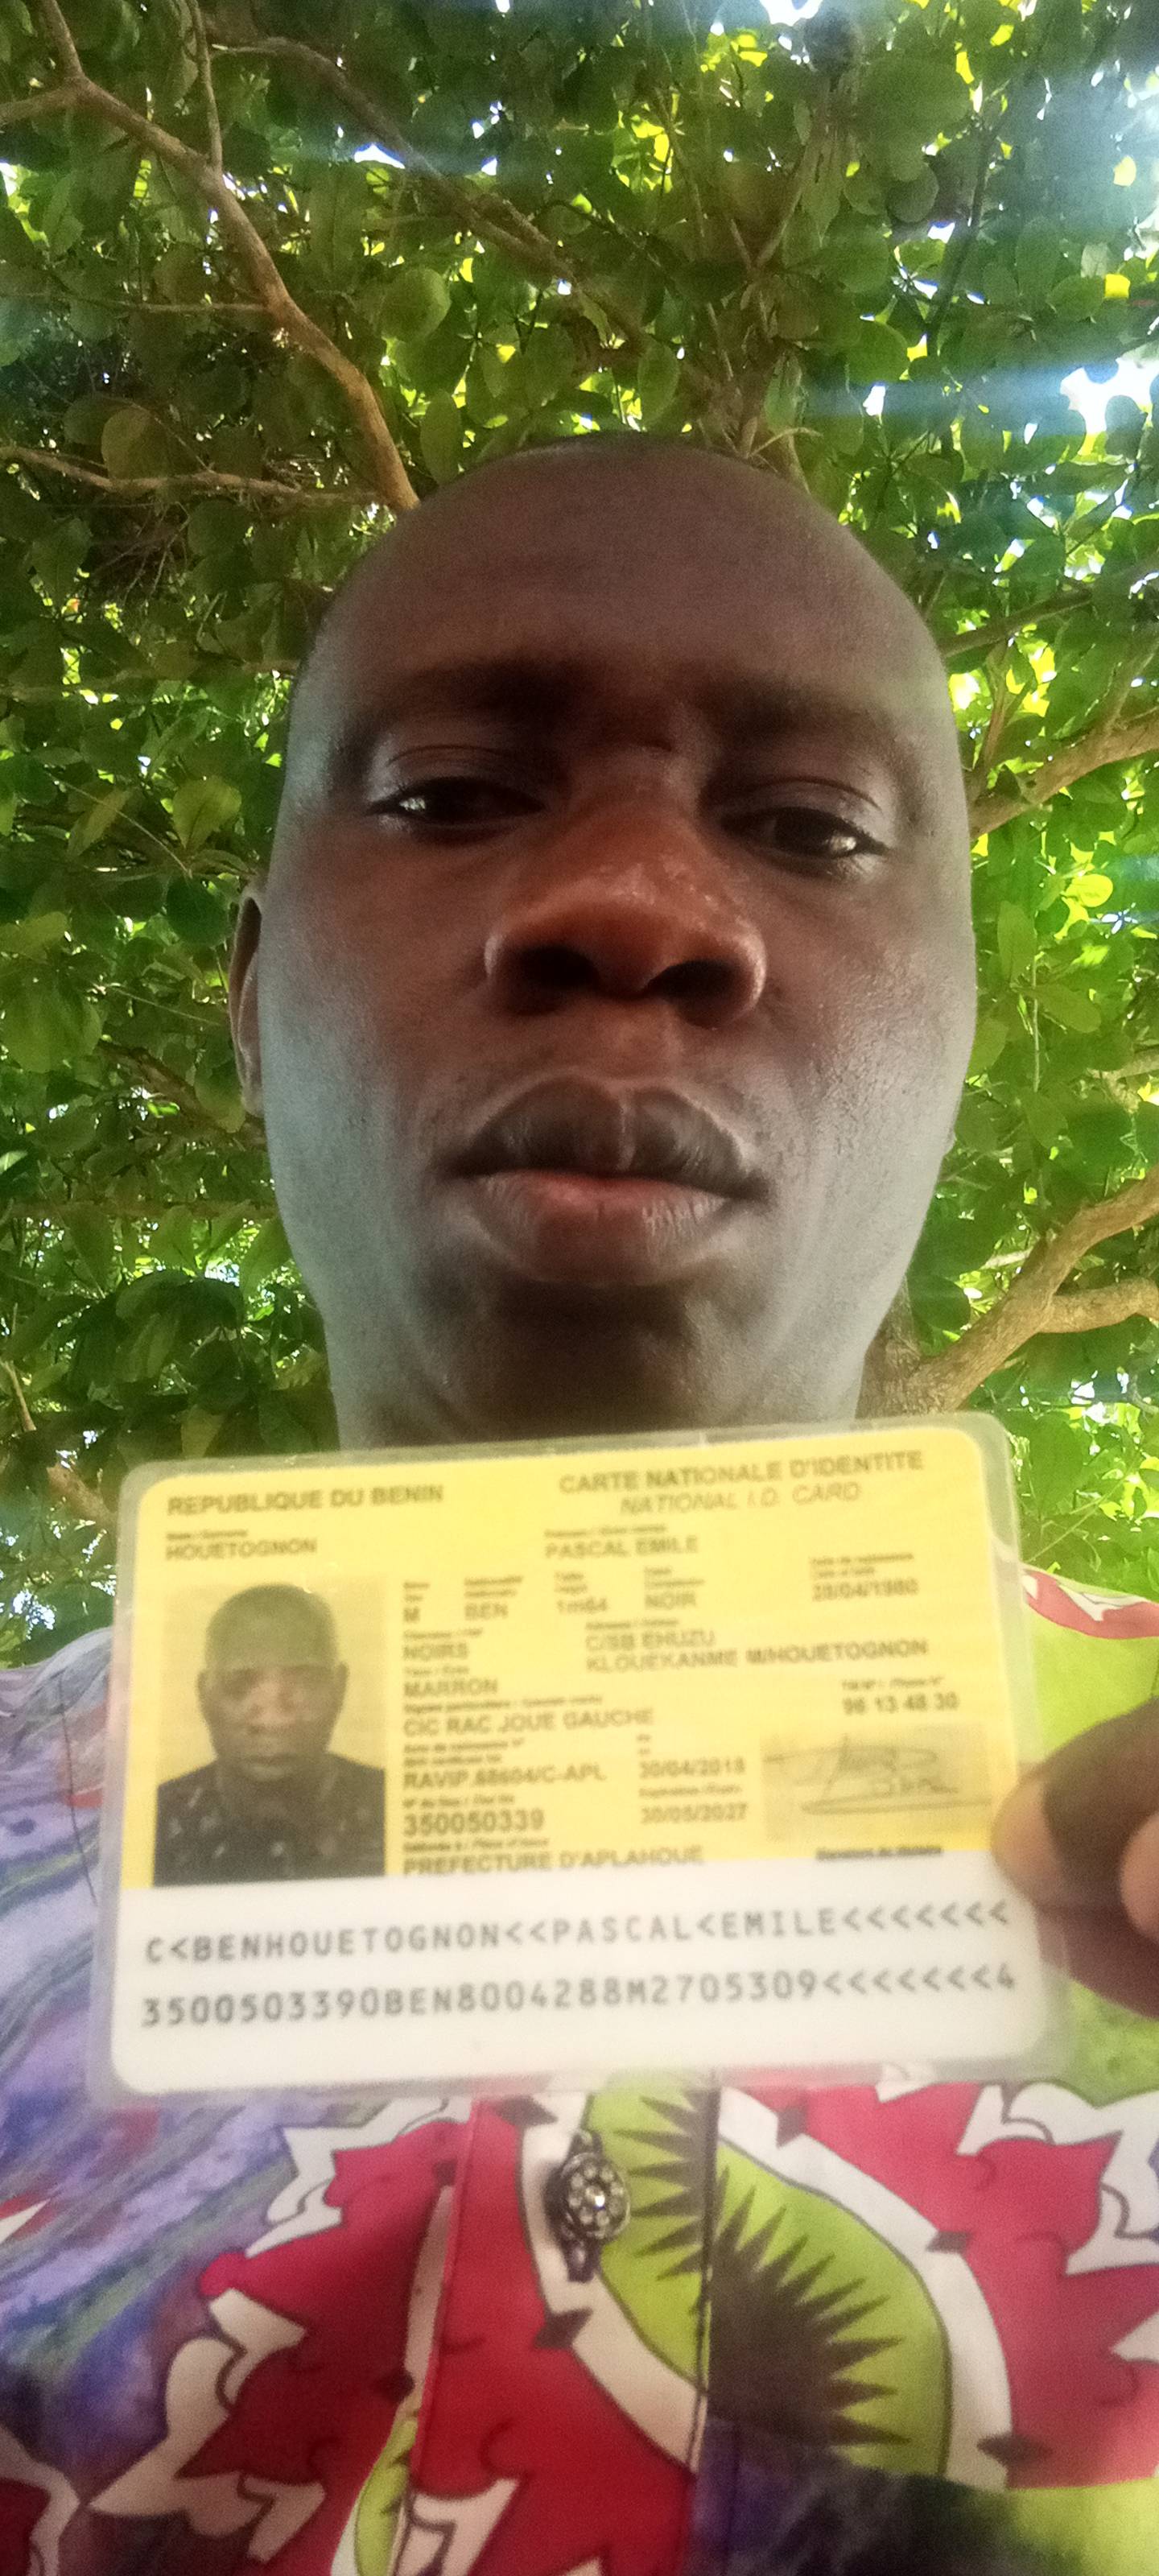 REPUBLIQUE DU BENIN
CARTE NATIONALE D'IDENTITE
NATIONAL I.D. CARD
HOUETOGNON
PASCAL EMILE
M BEN 1m64 NOIR 28/04/1980
NOIRS
C/SB EHUZU
KLOUEKANME M/HOUETOGNON
MARRON
CIC RAC JOUE GAUCHE
96 13 48 30
RAVIP.68604/C-APL 30/04/2018
350050339 30/05/2027
PREFECTURE D'APLAHOUE
C<BENHOUETOGNON<<PASCAL<EMILE<<<<<<<
3500503390BEN8004288M2705309<<<<<<<<4